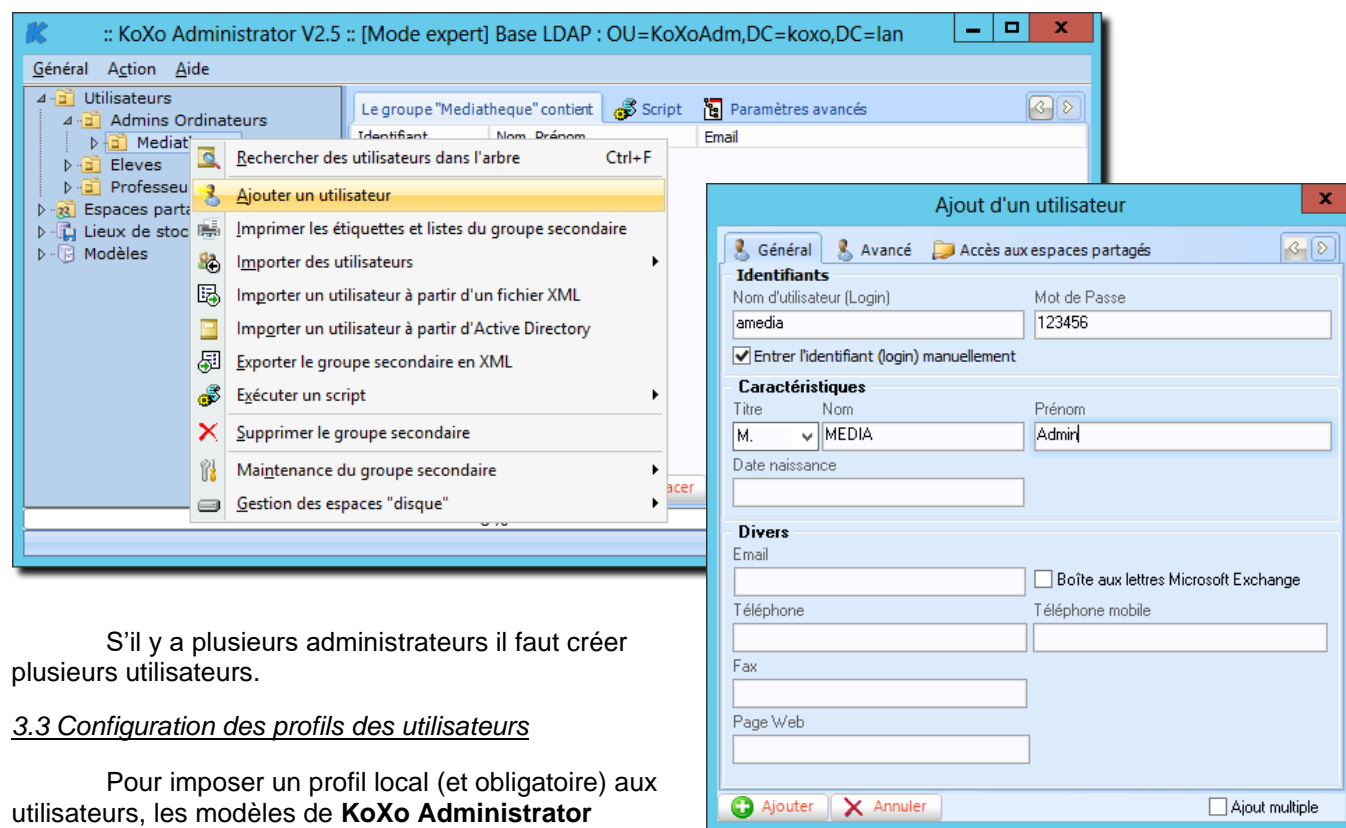 :: KoXo Administrator V2.5 :: [Mode expert] Base LDAP : OU=KoXoAdm,DC=koxo,DC=lan
Général Action Aide
Utilisateurs
Admins Ordinateurs
Eleves
Modèles
Le groupe "Mediatheque" contient Script Paramètres avancés
Identifiant Nom Prénom Email
Rechercher des utilisateurs dans l'arbre Ctrl+F
Ajouter un utilisateur
Imprimer les étiquettes et listes du groupe secondaire
Importer des utilisateurs
Importer un utilisateur à partir d'un fichier XML
Importer un utilisateur à partir d'Active Directory
Exporter le groupe secondaire en XML
Exécuter un script
Supprimer le groupe secondaire
Maintenance du groupe secondaire
Gestion des espaces "disque"
Ajout d'un utilisateur
Général Avancé Accès aux espaces partagés
Identifiants
Nom d'utilisateur (Login) Mot de Passe
amedia 123456
Entrer l'identifiant (login) manuellement
Caractéristiques
Titre Nom Prénom
M. MEDIA Admin
Date naissance
Divers
Email
Boîte aux lettres Microsoft Exchange
Téléphone Téléphone mobile
Fax
Page Web
Ajouter Annuler Ajout multiple
S'il y a plusieurs administrateurs il faut créer
plusieurs utilisateurs.
3.3 Configuration des profils des utilisateurs
Pour imposer un profil local (et obligatoire) aux
utilisateurs, les modèles de KoXo Administrator